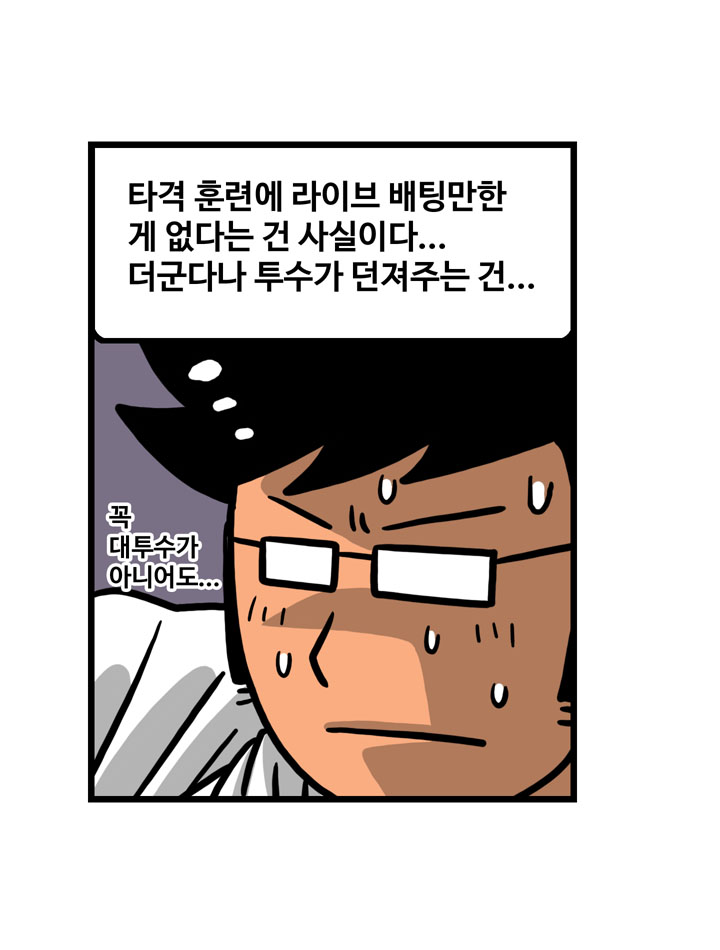 타격 훈련에 라이브 배팅만한
게 없다는 건 사실이다...
더군다나 투수가 던져주는 건...
꼭
대투수가
아니어도...